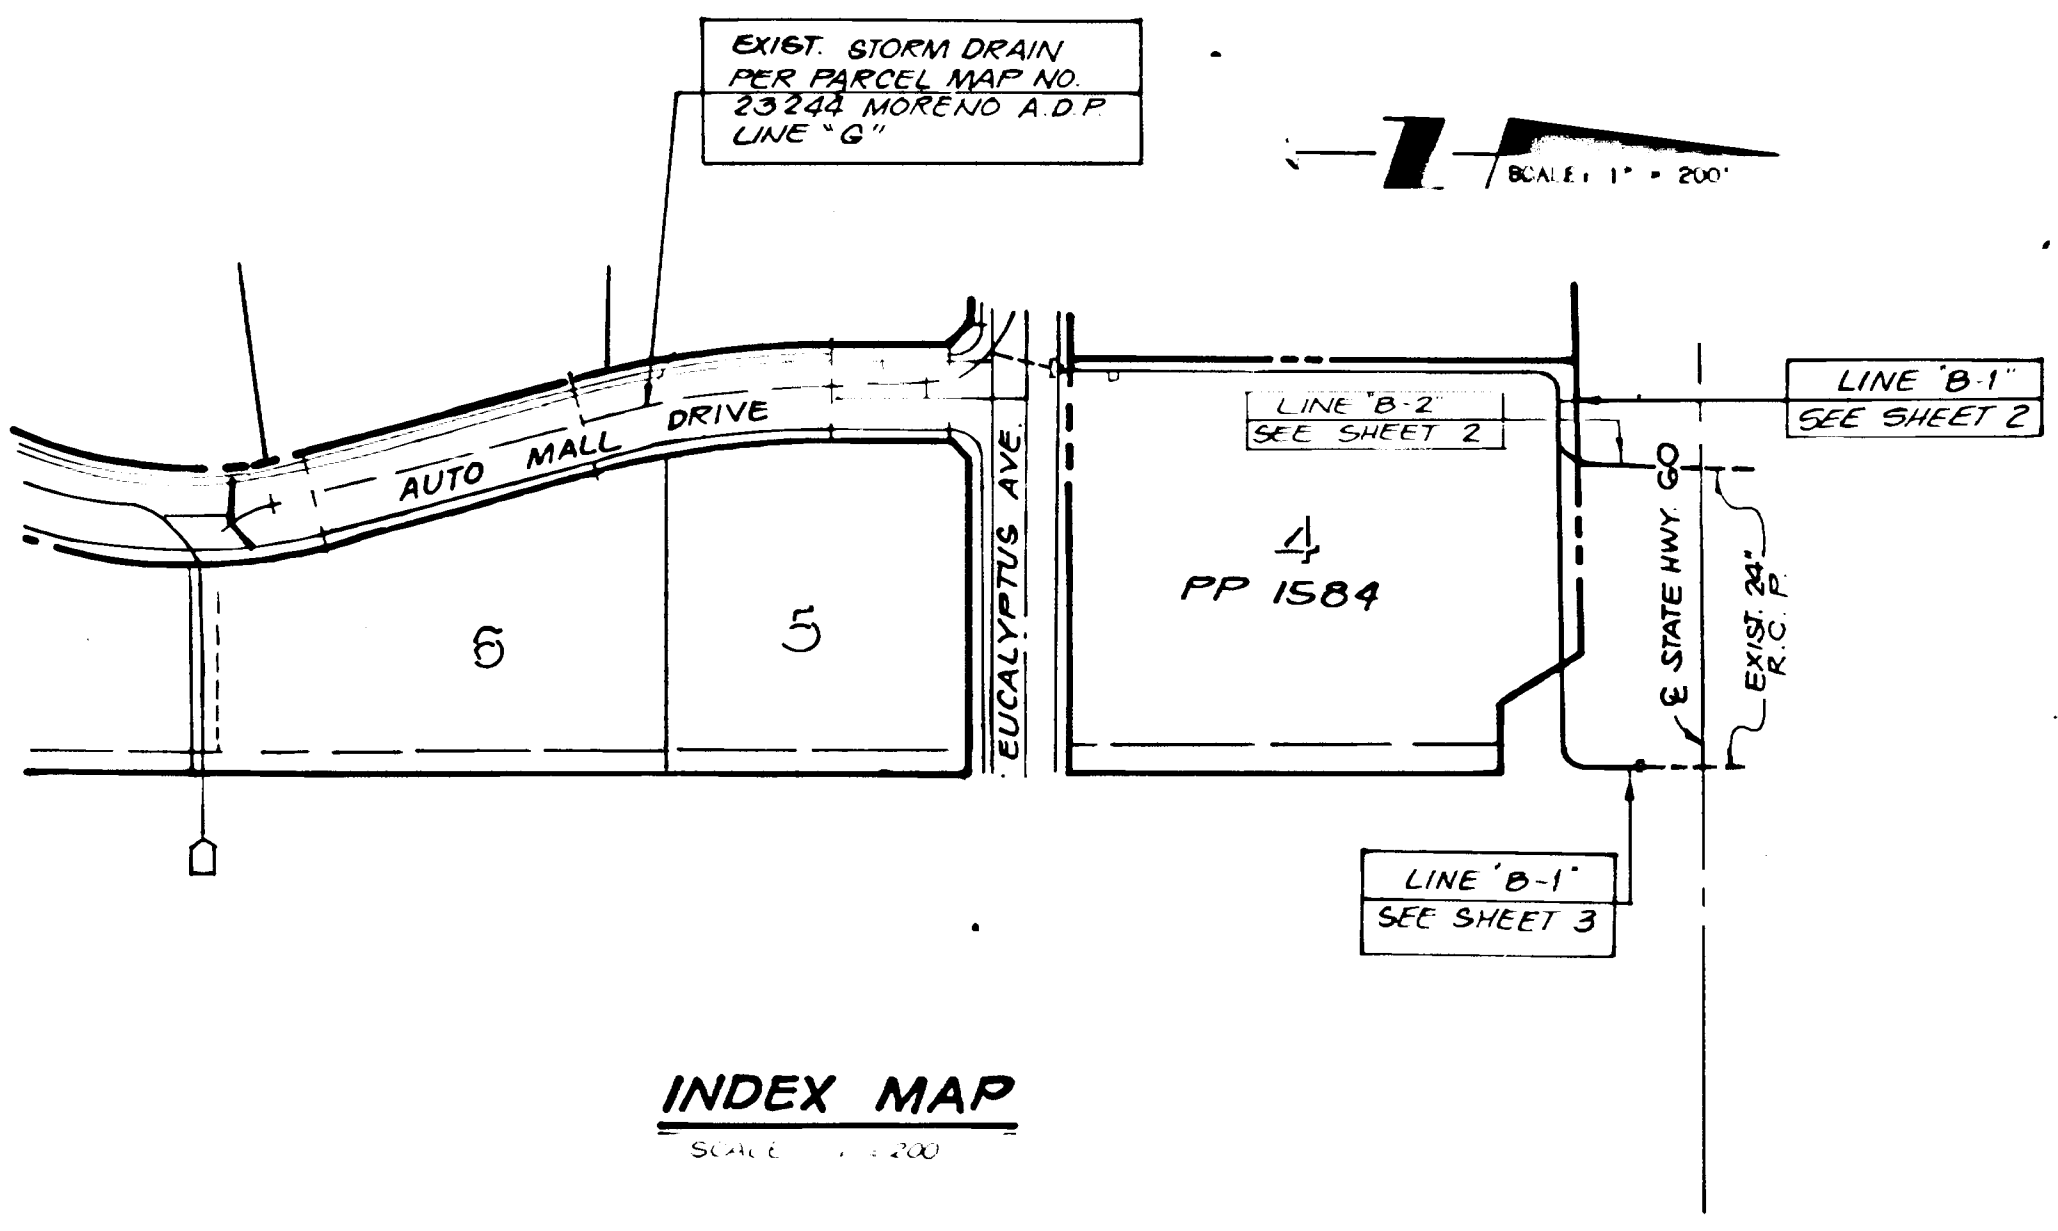 EXIST. STORM DRAIN
PER PARCEL MAP NO.
23244 MORENO A.D.P.
LINE "G"
SCALE: 1" = 200'
LINE "B-1"
SEE SHEET 2
LINE "B-2"
SEE SHEET 2
AUTO MALL DRIVE
EUCALYPTUS AVE.
4
PP 1584
6
5
℄ STATE HWY. 60
EXIST. 24"
R.C.P.
LINE "B-1"
SEE SHEET 3
INDEX MAP
SCALE 200